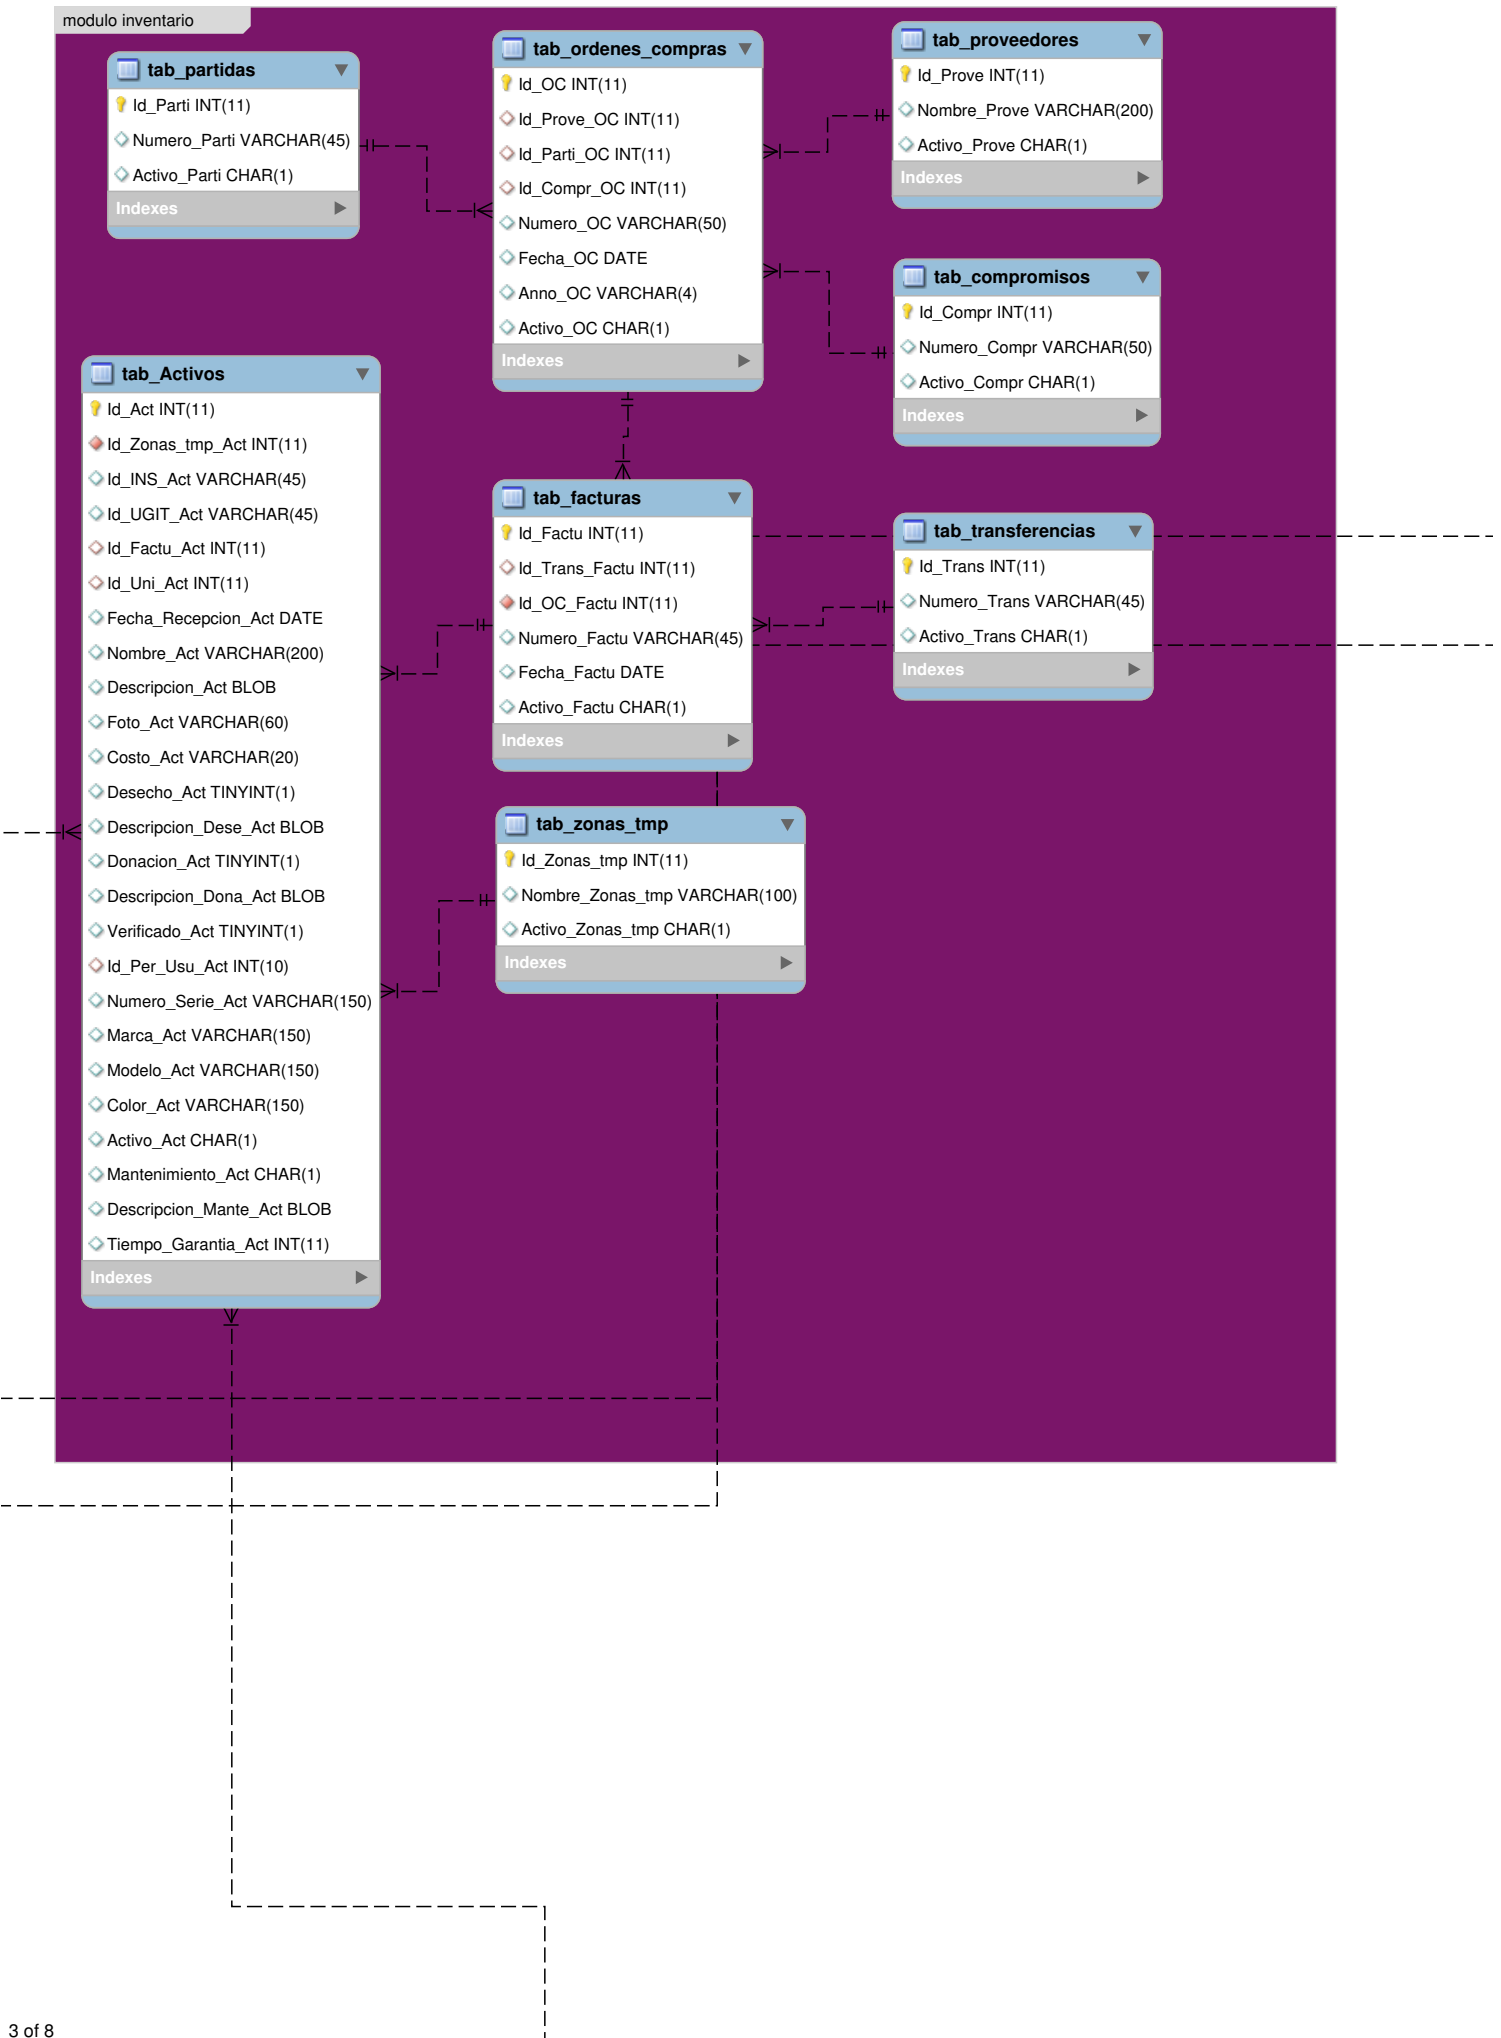 modulo inventario
tab_partidas
Id_Parti INT(11)
Numero_Parti VARCHAR(45)
Activo_Parti CHAR(1)
Indexes
tab_ordenes_compras
Id_OC INT(11)
Id_Prove_OC INT(11)
Id_Parti_OC INT(11)
Id_Compr_OC INT(11)
Numero_OC VARCHAR(50)
Fecha_OC DATE
Anno_OC VARCHAR(4)
Activo_OC CHAR(1)
Indexes
tab_proveedores
Id_Prove INT(11)
Nombre_Prove VARCHAR(200)
Activo_Prove CHAR(1)
Indexes
tab_compromisos
Id_Compr INT(11)
Numero_Compr VARCHAR(50)
Activo_Compr CHAR(1)
Indexes
tab_Activos
Id_Act INT(11)
Id_Zonas_tmp_Act INT(11)
Id_INS_Act VARCHAR(45)
Id_UGIT_Act VARCHAR(45)
Id_Factu_Act INT(11)
Id_Uni_Act INT(11)
Fecha_Recepcion_Act DATE
Nombre_Act VARCHAR(200)
Descripcion_Act BLOB
Foto_Act VARCHAR(60)
Costo_Act VARCHAR(20)
Desecho_Act TINYINT(1)
Descripcion_Dese_Act BLOB
Donacion_Act TINYINT(1)
Descripcion_Dona_Act BLOB
Verificado_Act TINYINT(1)
Id_Per_Usu_Act INT(10)
Numero_Serie_Act VARCHAR(150)
Marca_Act VARCHAR(150)
Modelo_Act VARCHAR(150)
Color_Act VARCHAR(150)
Activo_Act CHAR(1)
Mantenimiento_Act CHAR(1)
Descripcion_Mante_Act BLOB
Tiempo_Garantia_Act INT(11)
Indexes
tab_facturas
Id_Factu INT(11)
Id_Trans_Factu INT(11)
Id_OC_Factu INT(11)
Numero_Factu VARCHAR(45)
Fecha_Factu DATE
Activo_Factu CHAR(1)
Indexes
tab_transferencias
Id_Trans INT(11)
Numero_Trans VARCHAR(45)
Activo_Trans CHAR(1)
Indexes
tab_zonas_tmp
Id_Zonas_tmp INT(11)
Nombre_Zonas_tmp VARCHAR(100)
Activo_Zonas_tmp CHAR(1)
Indexes
3 of 8